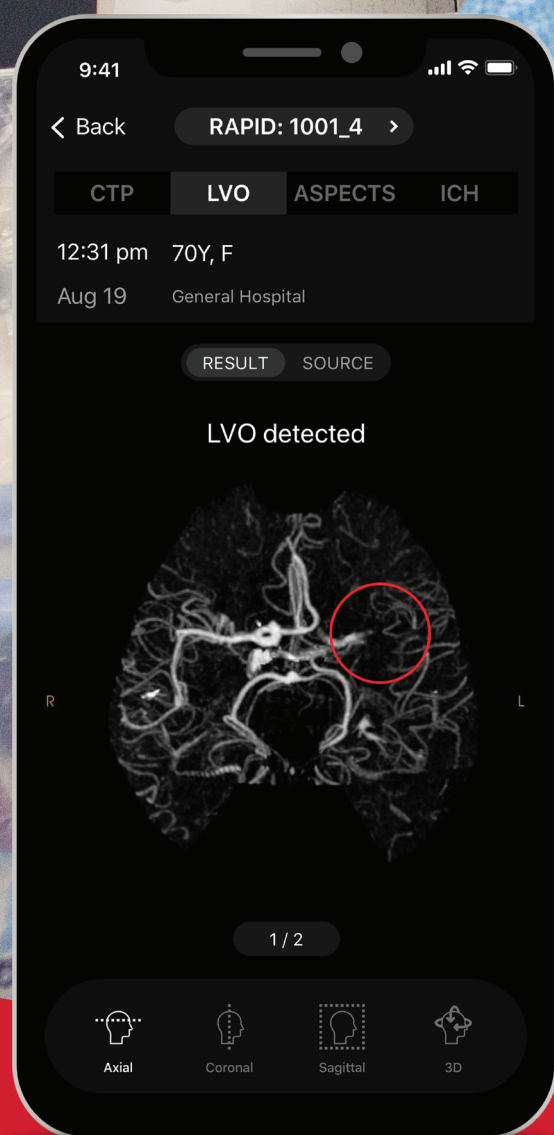 9:41
Back
RAPID: 1001_4 >
CTP LVO ASPECTS ICH
12:31 pm 70Y, F
Aug 19 General Hospital
RESULT SOURCE
LVO detected
R L
1 / 2
Axial Coronal Sagittal 3D